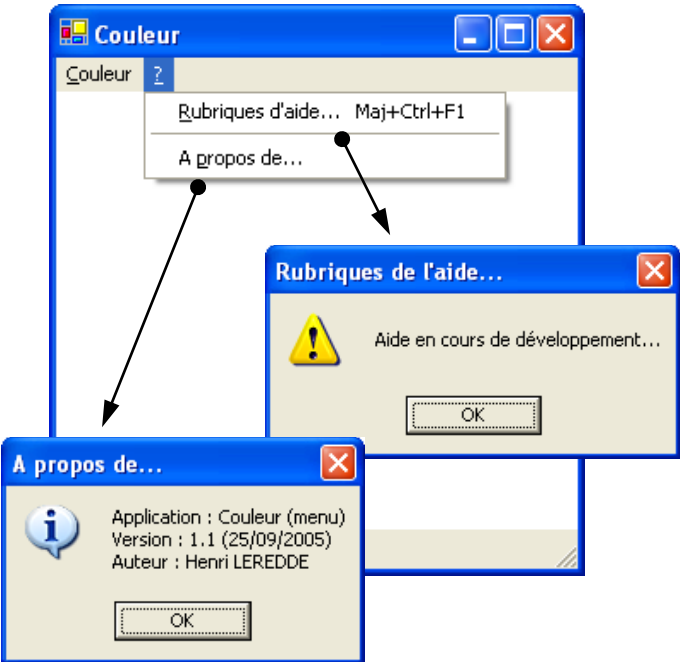 Couleur
Couleur ?
Rubriques d'aide... Maj+Ctrl+F1
A propos de...
Rubriques de l'aide...
Aide en cours de développement...
OK
A propos de...
Application : Couleur (menu)
Version : 1.1 (25/09/2005)
Auteur : Henri LEREDDE
OK